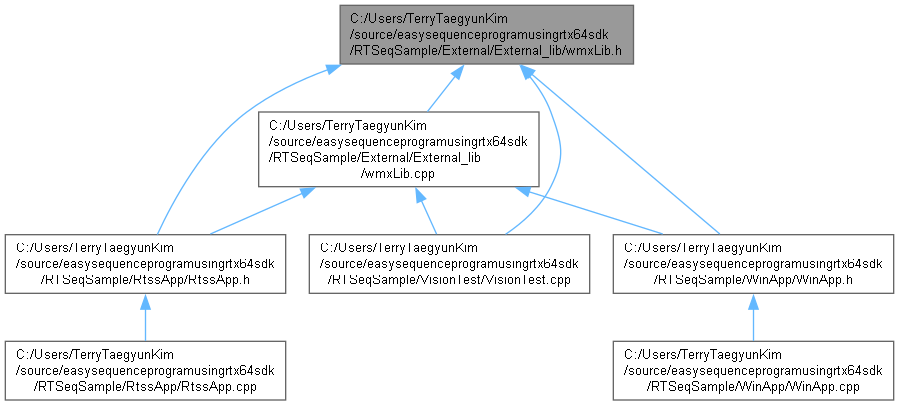 C:/Users/TerryTaegyunKim
/source/easysequenceprogramusingrtx64sdk
/RTSeqSample/External/External_lib/wmxLib.h
C:/Users/TerryTaegyunKim
/source/easysequenceprogramusingrtx64sdk
/RTSeqSample/External/External_lib
/wmxLib.cpp
C:/Users/TerryTaegyunKim
/source/easysequenceprogramusingrtx64sdk
/RTSeqSample/RtssApp/RtssApp.h
C:/Users/TerryTaegyunKim
/source/easysequenceprogramusingrtx64sdk
/RTSeqSample/VisionTest/VisionTest.cpp
C:/Users/TerryTaegyunKim
/source/easysequenceprogramusingrtx64sdk
/RTSeqSample/WinApp/WinApp.h
C:/Users/TerryTaegyunKim
/source/easysequenceprogramusingrtx64sdk
/RTSeqSample/RtssApp/RtssApp.cpp
C:/Users/TerryTaegyunKim
/source/easysequenceprogramusingrtx64sdk
/RTSeqSample/WinApp/WinApp.cpp